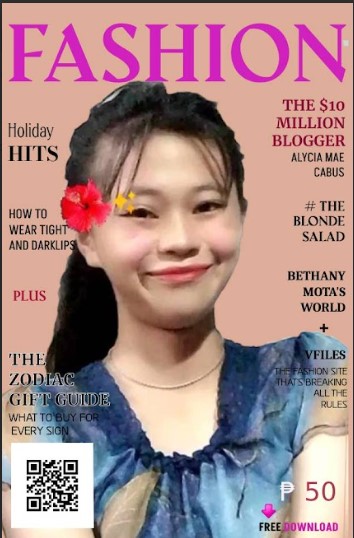 FASHION
THE $10
MILLION
BLOGGER
ALYCIA MAE
CABUS
Holiday
HITS
# THE
BLONDE
SALAD
HOW TO
WEAR TIGHT
AND DARKLIPS
BETHANY
MOTA'S
WORLD
+
PLUS
VFILES
THE FASHION SITE
THAT'S BREAKING
ALL THE
RULES
THE
ZODIAC
GIFT GUIDE
WHAT TO BUY FOR
EVERY SIGN
₱ 50
FREE DOWNLOAD